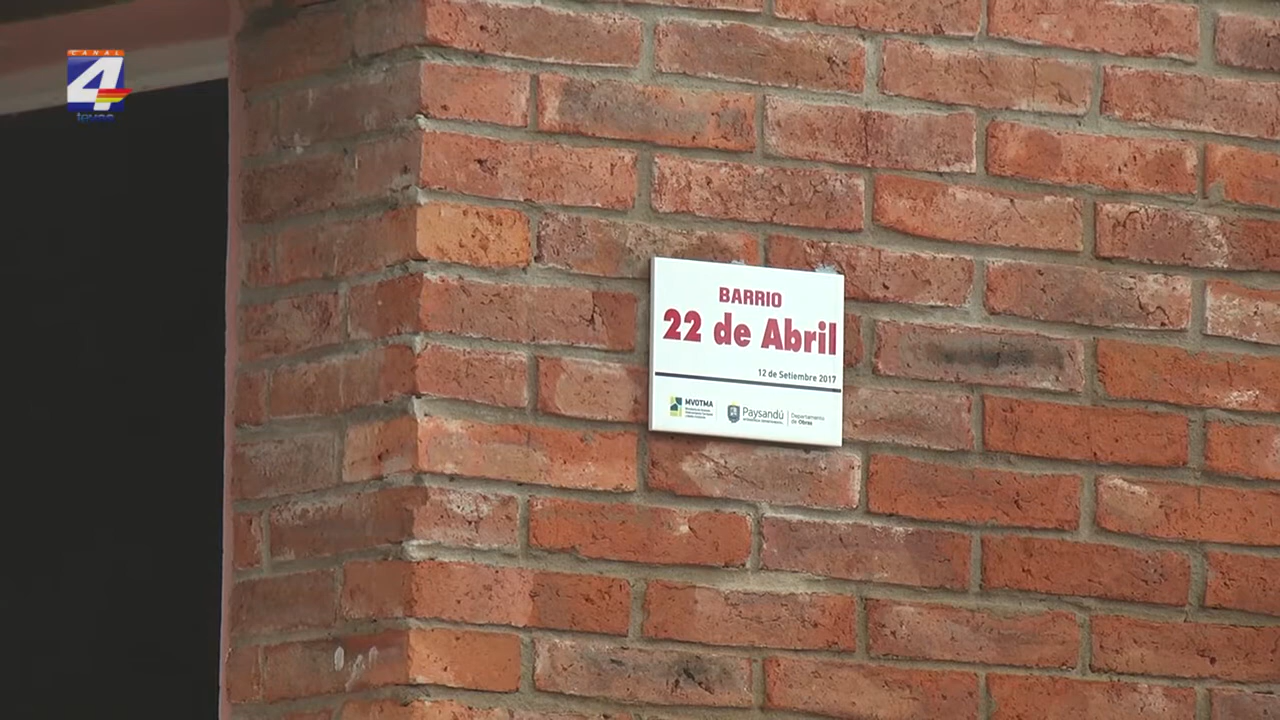 CANAL
4
BARRIO
22 de Abril
12 de Setiembre 2017
MVOTMA
Paysandú
Departamento
de Obras